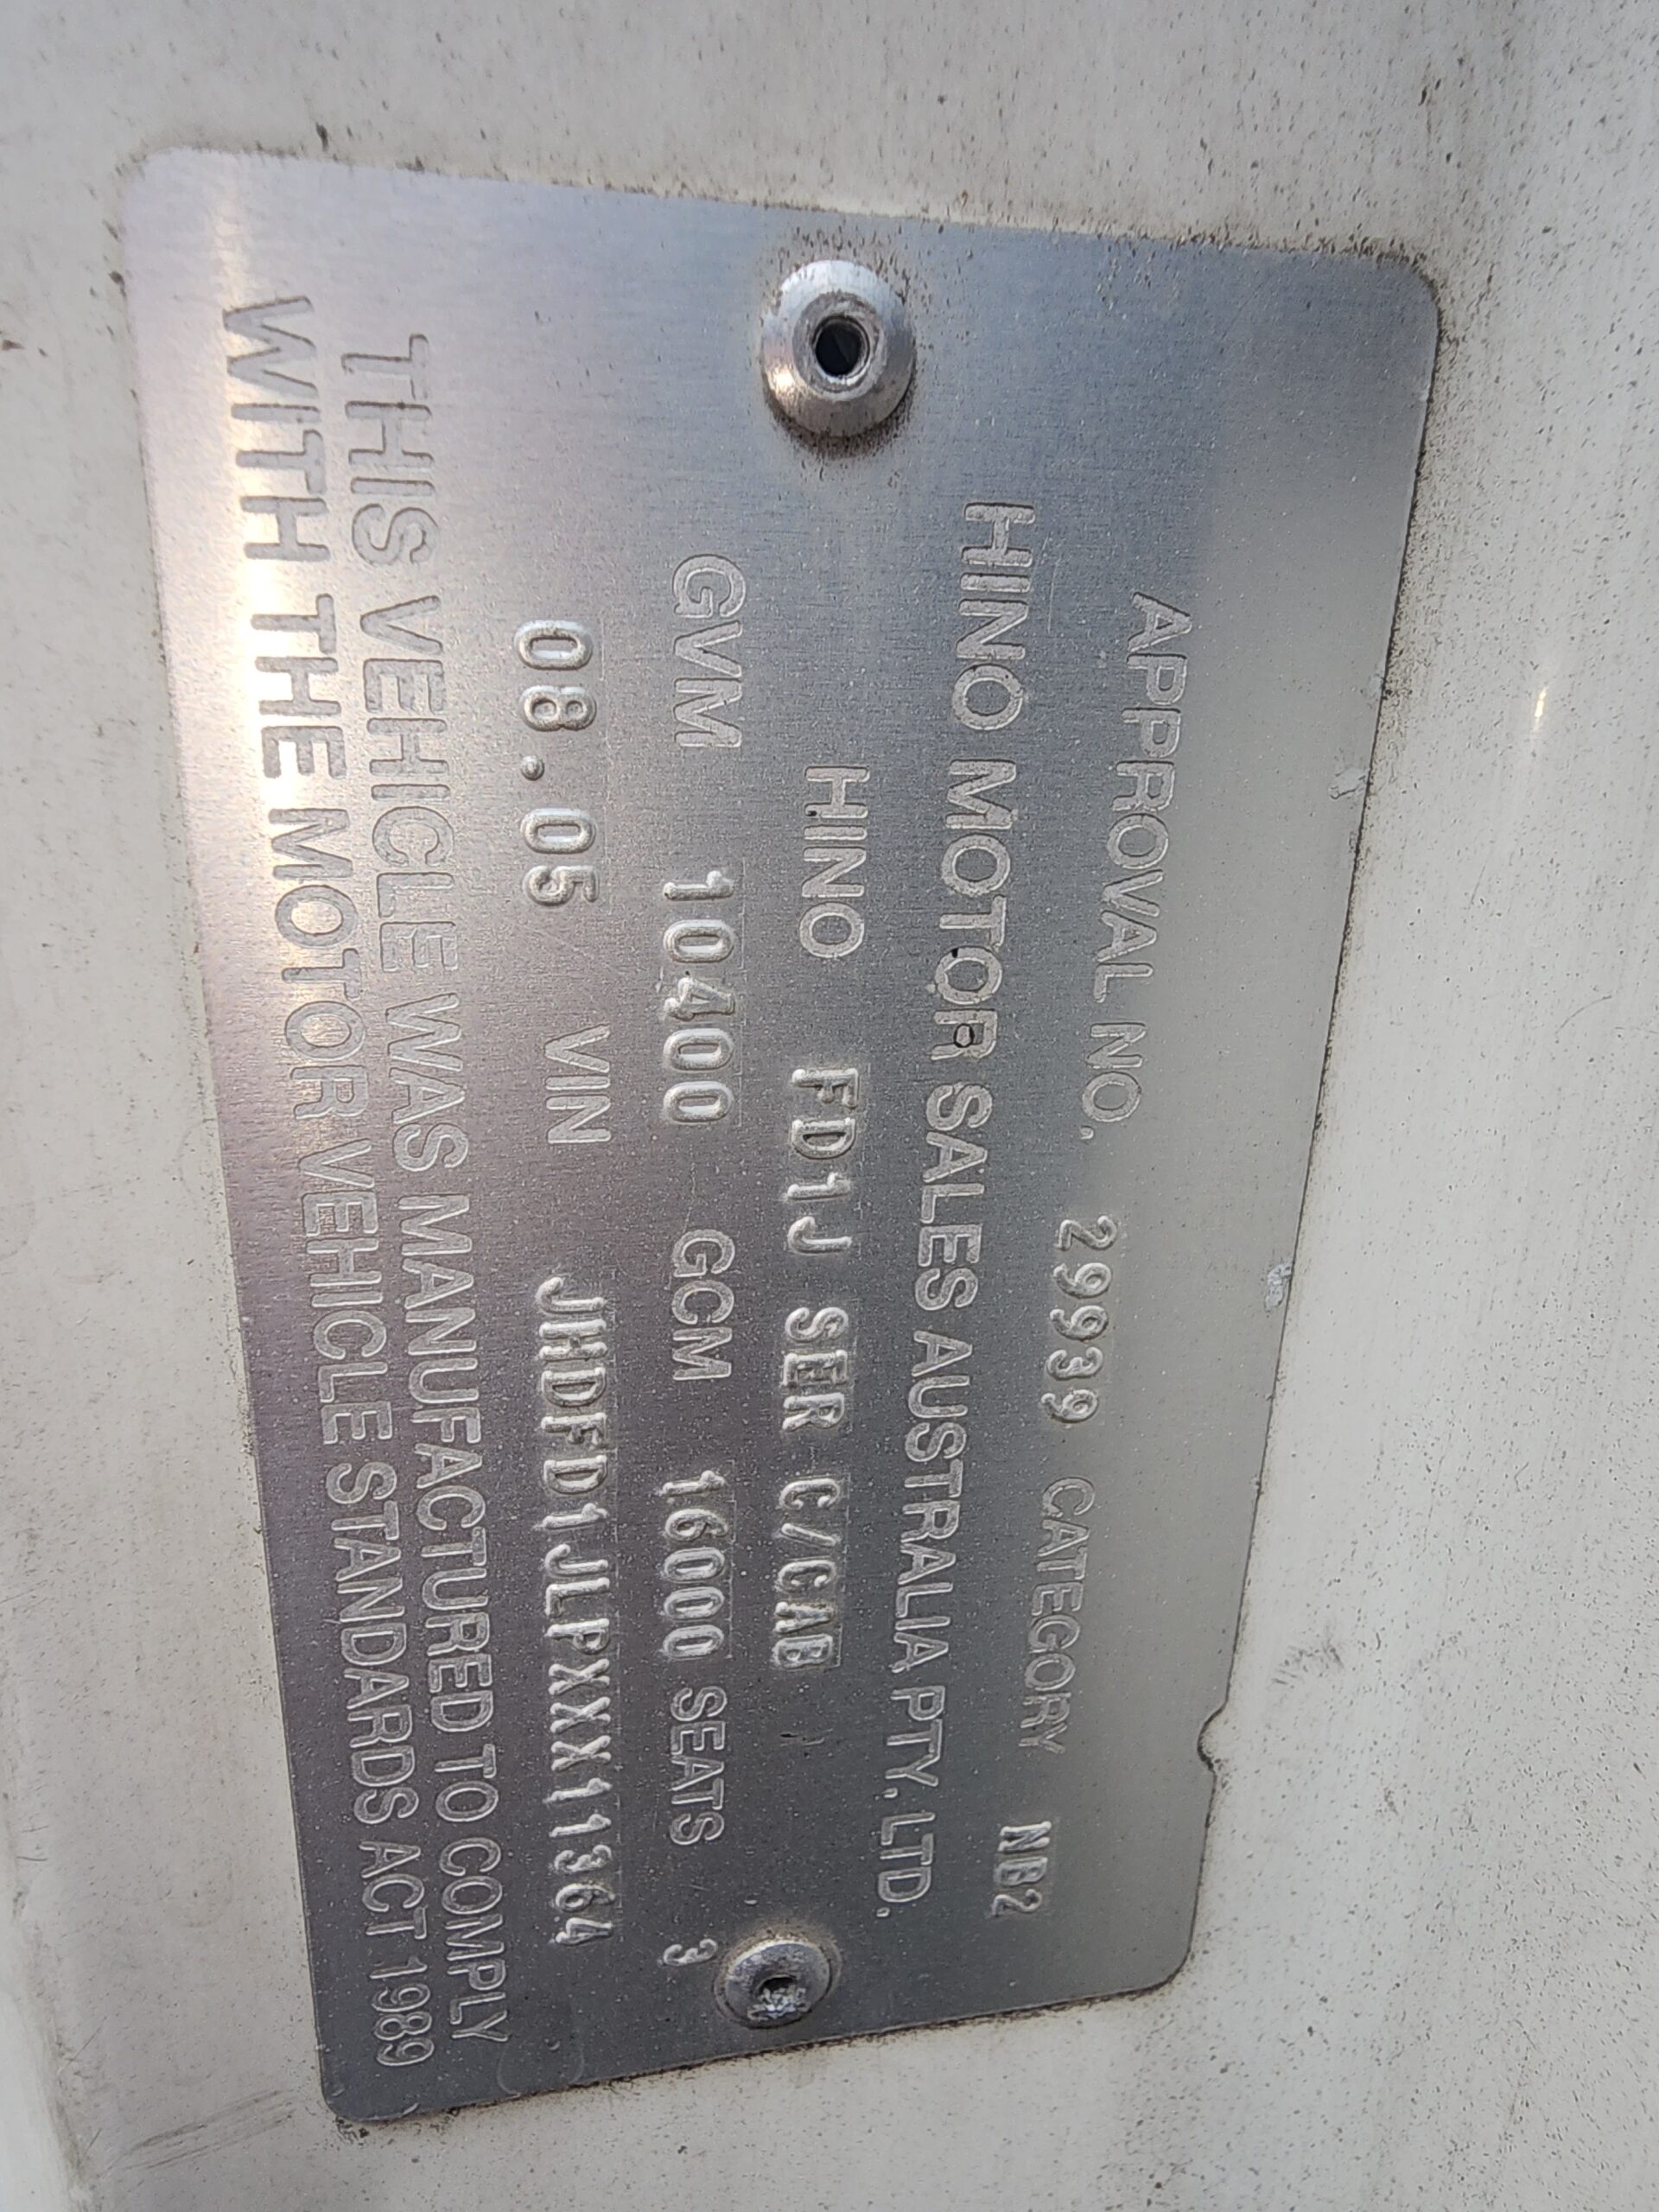 APPROVAL NO. 29939 CATEGORY NB2
HINO MOTOR SALES AUSTRALIA PTY. LTD.
HINO FD1J SER C/CAB
GVM 10400 GCM 16000 SEATS 3
08.05 VIN JHDFD1JLPXXX11364
THIS VEHICLE WAS MANUFACTURED TO COMPLY
WITH THE MOTOR VEHICLE STANDARDS ACT 1989